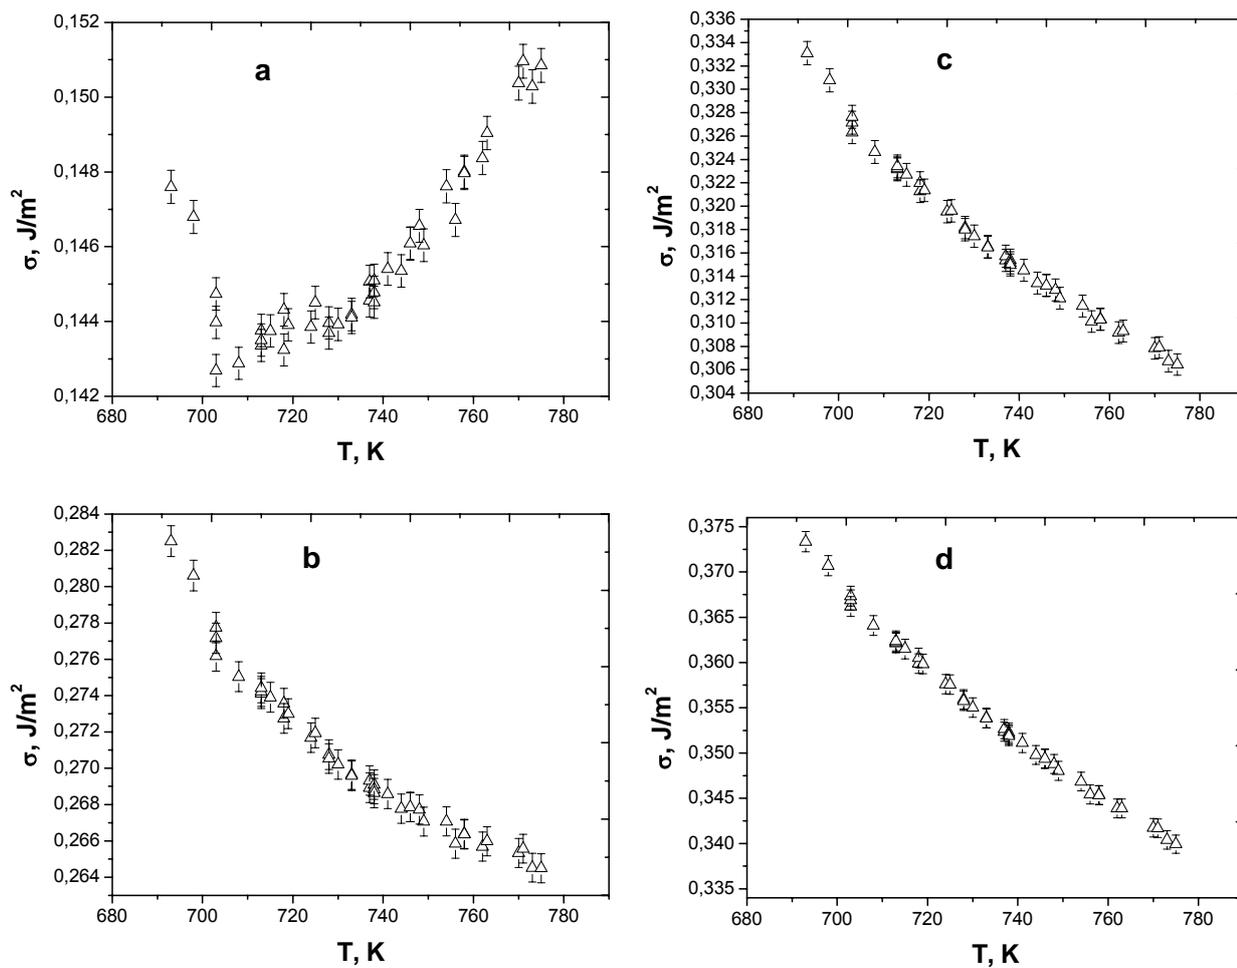 0,152
0,150
0,148
0,146
0,144
0,142
680 700 720 740 760 780
σ, J/m²
T, K
a
0,336
0,334
0,332
0,330
0,328
0,326
0,324
0,322
0,320
0,318
0,316
0,314
0,312
0,310
0,308
0,306
0,304
680 700 720 740 760 780
σ, J/m²
T, K
c
0,284
0,282
0,280
0,278
0,276
0,274
0,272
0,270
0,268
0,266
0,264
680 700 720 740 760 780
σ, J/m²
T, K
b
0,375
0,370
0,365
0,360
0,355
0,350
0,345
0,340
0,335
680 700 720 740 760 780
σ, J/m²
T, K
d